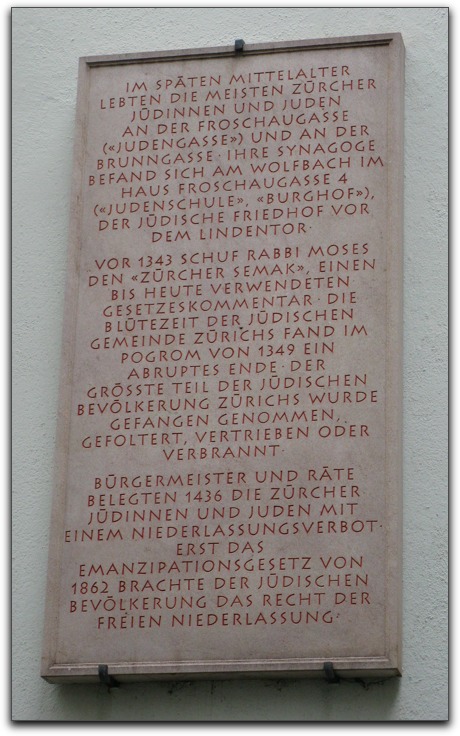 IM SPÄTEN MITTELALTER
LEBTEN DIE MEISTEN ZÜRCHER
JÜDINNEN UND JUDEN
AN DER FROSCHAUGASSE
(«JUDENGASSE») UND AN DER
BRUNNGASSE · IHRE SYNAGOGE
BEFAND SICH AM WOLFBACH IM
HAUS FROSCHAUGASSE 4
(«JUDENSCHULE», «BURGHOF»),
DER JÜDISCHE FRIEDHOF VOR
DEM LINDENTOR ·
VOR 1343 SCHUF RABBI MOSES
DEN «ZÜRCHER SEMAK», EINEN
BIS HEUTE VERWENDETEN
GESETZESKOMMENTAR · DIE
BLÜTEZEIT DER JÜDISCHEN
GEMEINDE ZÜRICHS FAND IM
POGROM VON 1349 EIN
ABRUPTES ENDE · DER
GRÖSSTE TEIL DER JÜDISCHEN
BEVÖLKERUNG ZÜRICHS WURDE
GEFANGEN GENOMMEN,
GEFOLTERT, VERTRIEBEN ODER
VERBRANNT ·
BÜRGERMEISTER UND RÄTE
BELEGTEN 1436 DIE ZÜRCHER
JÜDINNEN UND JUDEN MIT
EINEM NIEDERLASSUNGSVERBOT ·
ERST DAS
EMANZIPATIONSGESETZ VON
1862 BRACHTE DER JÜDISCHEN
BEVÖLKERUNG DAS RECHT DER
FREIEN NIEDERLASSUNG ·